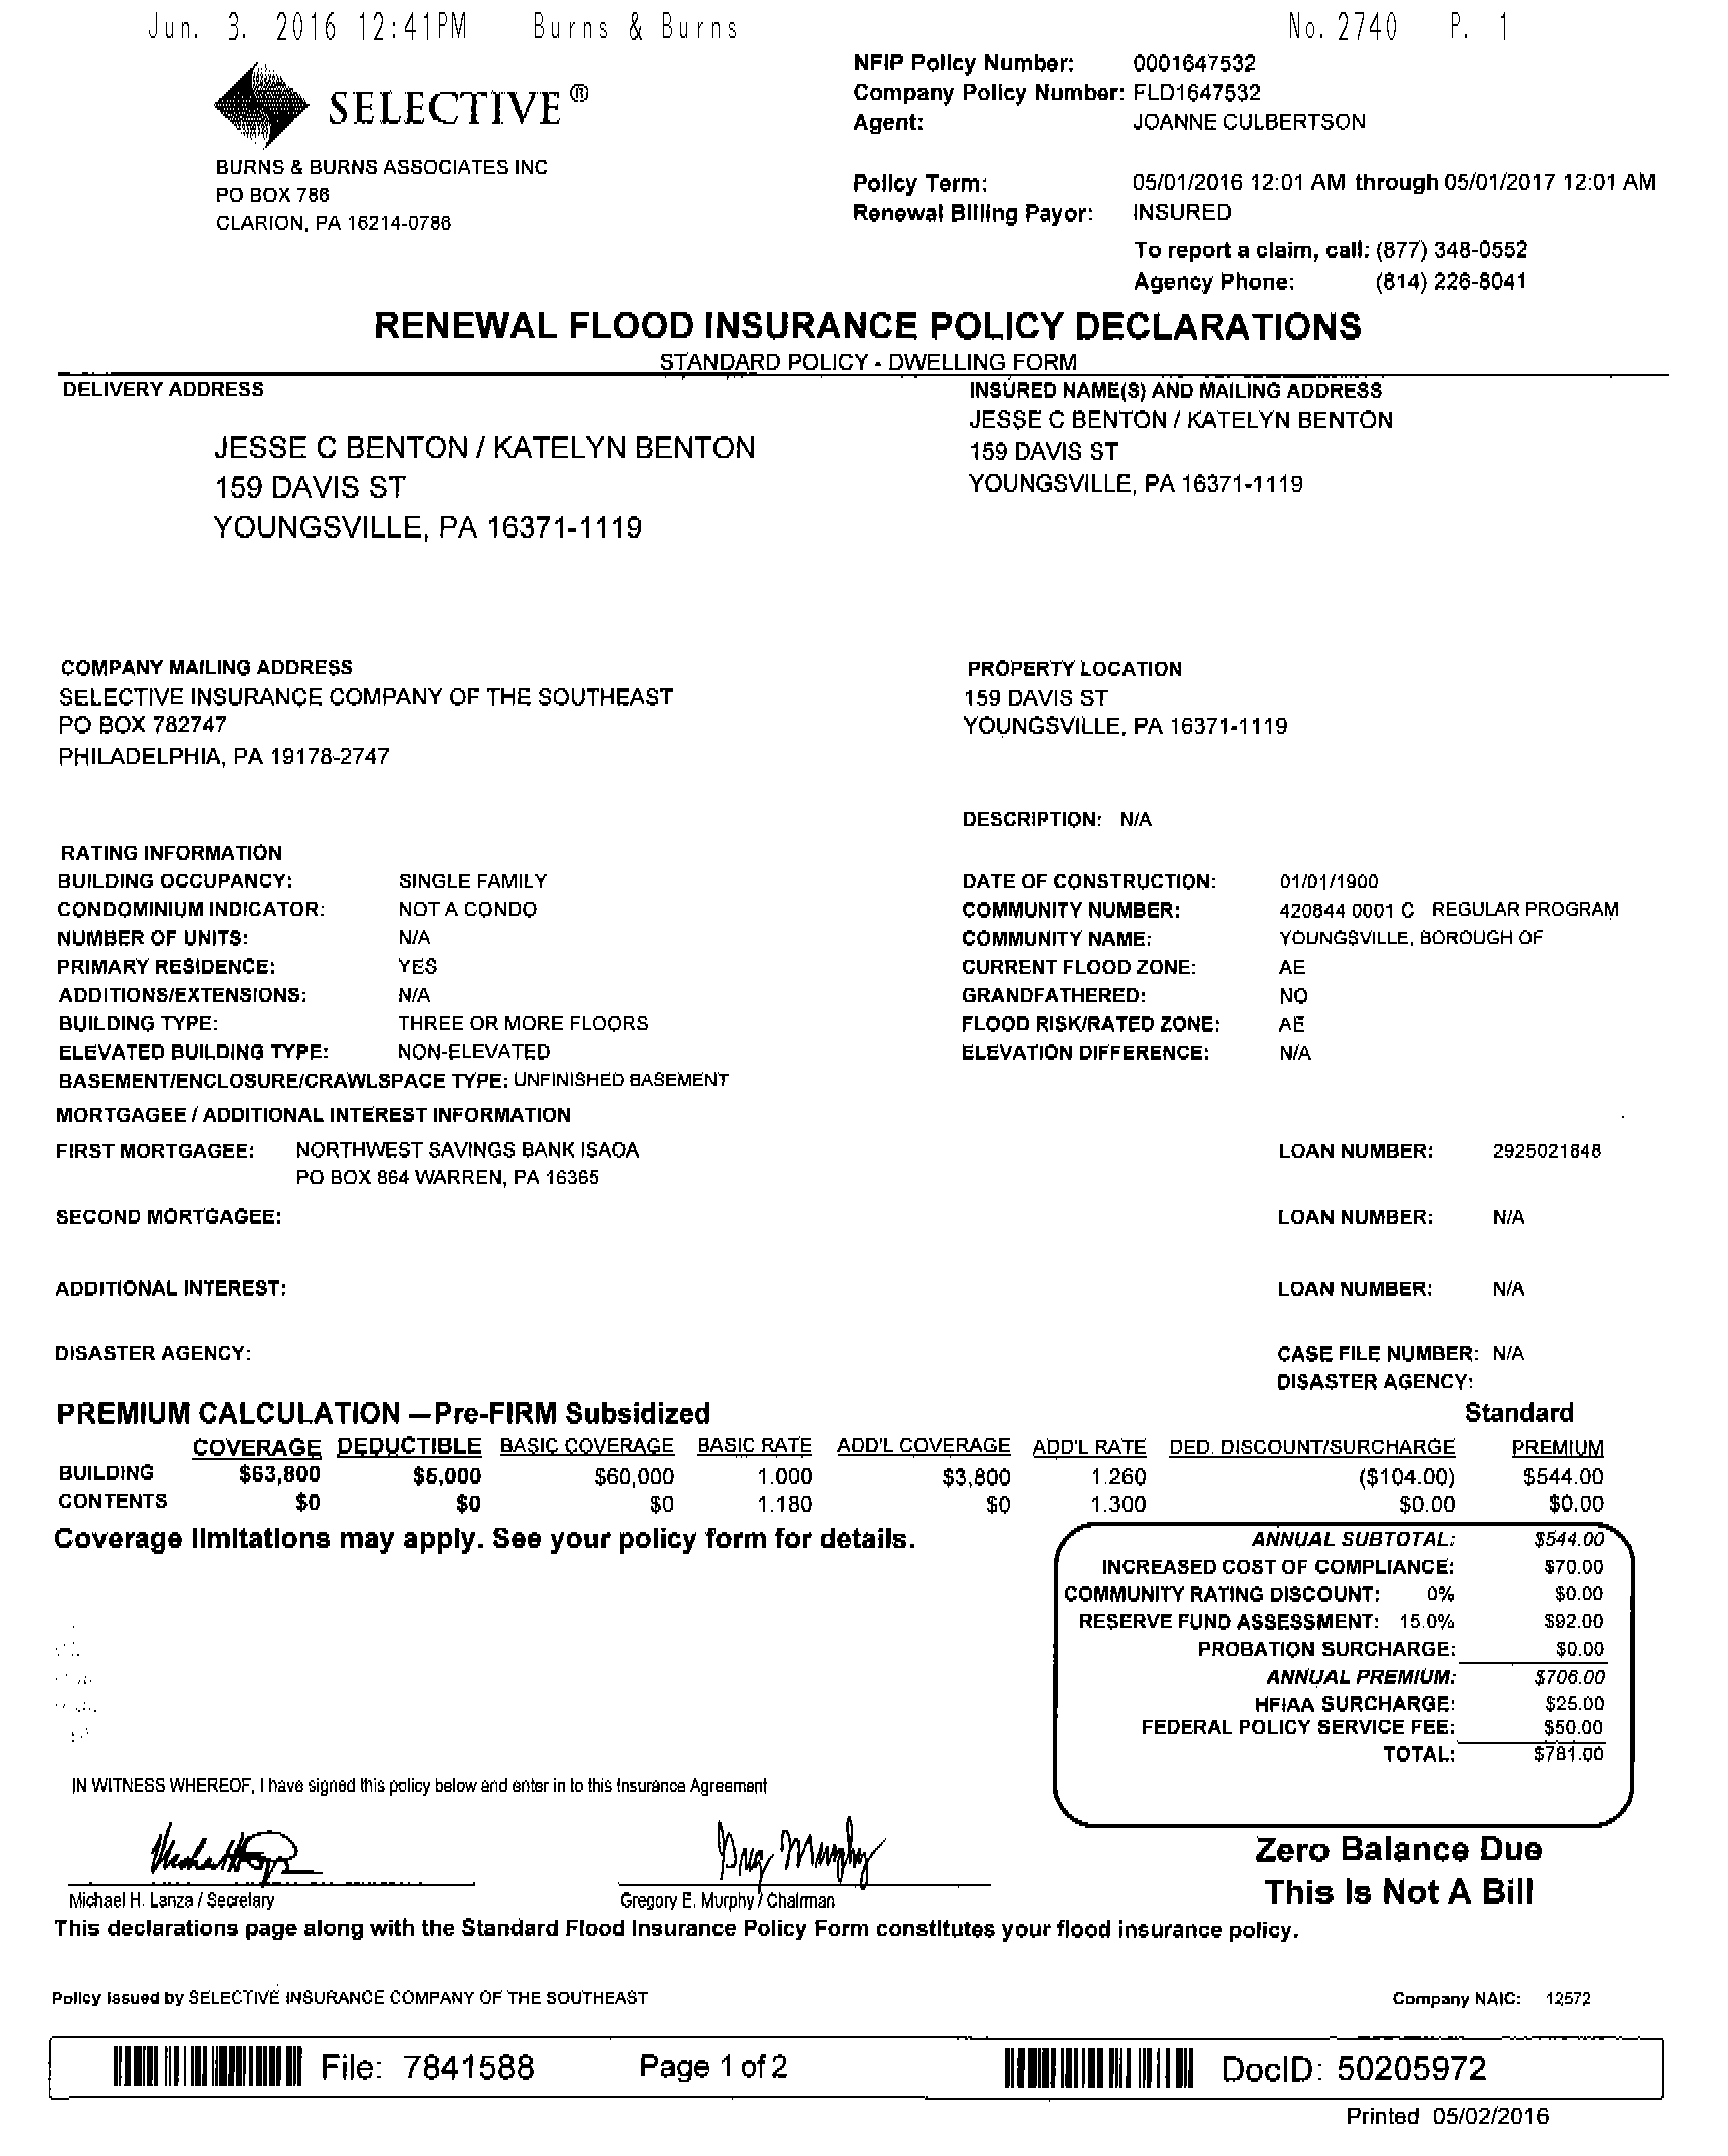 Jun. 3. 2016 12:41PM Burns & Burns No. 2740 P. 1
SELECTIVE®
BURNS & BURNS ASSOCIATES INC
PO BOX 786
CLARION, PA 16214-0786
NFIP Policy Number: 0001647532
Company Policy Number: FLD1647532
Agent: JOANNE CULBERTSON
Policy Term: 05/01/2016 12:01 AM through 05/01/2017 12:01 AM
Renewal Billing Payor: INSURED
To report a claim, call: (877) 348-0552
Agency Phone: (814) 226-8041
RENEWAL FLOOD INSURANCE POLICY DECLARATIONS
STANDARD POLICY - DWELLING FORM
DELIVERY ADDRESS
JESSE C BENTON / KATELYN BENTON
159 DAVIS ST
YOUNGSVILLE, PA 16371-1119
INSURED NAME(S) AND MAILING ADDRESS
JESSE C BENTON / KATELYN BENTON
159 DAVIS ST
YOUNGSVILLE, PA 16371-1119
COMPANY MAILING ADDRESS
SELECTIVE INSURANCE COMPANY OF THE SOUTHEAST
PO BOX 782747
PHILADELPHIA, PA 19178-2747
PROPERTY LOCATION
159 DAVIS ST
YOUNGSVILLE, PA 16371-1119
DESCRIPTION: N/A
RATING INFORMATION
BUILDING OCCUPANCY: SINGLE FAMILY
CONDOMINIUM INDICATOR: NOT A CONDO
NUMBER OF UNITS: N/A
PRIMARY RESIDENCE: YES
ADDITIONS/EXTENSIONS: N/A
BUILDING TYPE: THREE OR MORE FLOORS
ELEVATED BUILDING TYPE: NON-ELEVATED
BASEMENT/ENCLOSURE/CRAWLSPACE TYPE: UNFINISHED BASEMENT
DATE OF CONSTRUCTION: 01/01/1900
COMMUNITY NUMBER: 420844 0001 C REGULAR PROGRAM
COMMUNITY NAME: YOUNGSVILLE, BOROUGH OF
CURRENT FLOOD ZONE: AE
GRANDFATHERED: NO
FLOOD RISK/RATED ZONE: AE
ELEVATION DIFFERENCE: N/A
MORTGAGEE / ADDITIONAL INTEREST INFORMATION
FIRST MORTGAGEE: NORTHWEST SAVINGS BANK ISAOA LOAN NUMBER: 2925021848
PO BOX 864 WARREN, PA 16365
SECOND MORTGAGEE: LOAN NUMBER: N/A
ADDITIONAL INTEREST: LOAN NUMBER: N/A
DISASTER AGENCY: CASE FILE NUMBER: N/A
DISASTER AGENCY:
PREMIUM CALCULATION —Pre-FIRM Subsidized Standard
COVERAGE DEDUCTIBLE BASIC COVERAGE BASIC RATE ADD'L COVERAGE ADD'L RATE DED. DISCOUNT/SURCHARGE PREMIUM
BUILDING $63,800 $5,000 $60,000 1.000 $3,800 1.260 ($104.00) $544.00
CONTENTS $0 $0 $0 1.180 $0 1.300 $0.00 $0.00
Coverage limitations may apply. See your policy form for details.
ANNUAL SUBTOTAL: $544.00
INCREASED COST OF COMPLIANCE: $70.00
COMMUNITY RATING DISCOUNT: 0% $0.00
RESERVE FUND ASSESSMENT: 15.0% $92.00
PROBATION SURCHARGE: $0.00
ANNUAL PREMIUM: $706.00
HFIAA SURCHARGE: $25.00
FEDERAL POLICY SERVICE FEE: $50.00
TOTAL: $781.00
IN WITNESS WHEREOF, I have signed this policy below and enter in to this Insurance Agreement
Greg Murphy
Michael H. Lanza / Secretary
Gregory E. Murphy / Chairman
Zero Balance Due
This Is Not A Bill
This declarations page along with the Standard Flood Insurance Policy Form constitutes your flood insurance policy.
Policy issued by SELECTIVE INSURANCE COMPANY OF THE SOUTHEAST Company NAIC: 12572
File: 7841588 Page 1 of 2 DocID: 50205972
Printed 05/02/2016